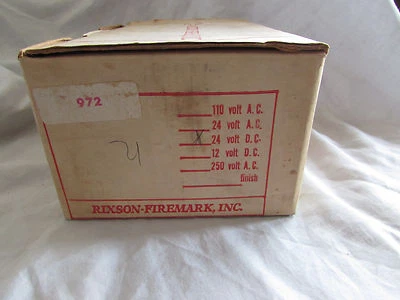 972
110 volt A.C.
24 volt A.C.
X 24 volt D.C.
12 volt D.C.
250 volt A.C.
finish
RIXSON-FIREMARK, INC.